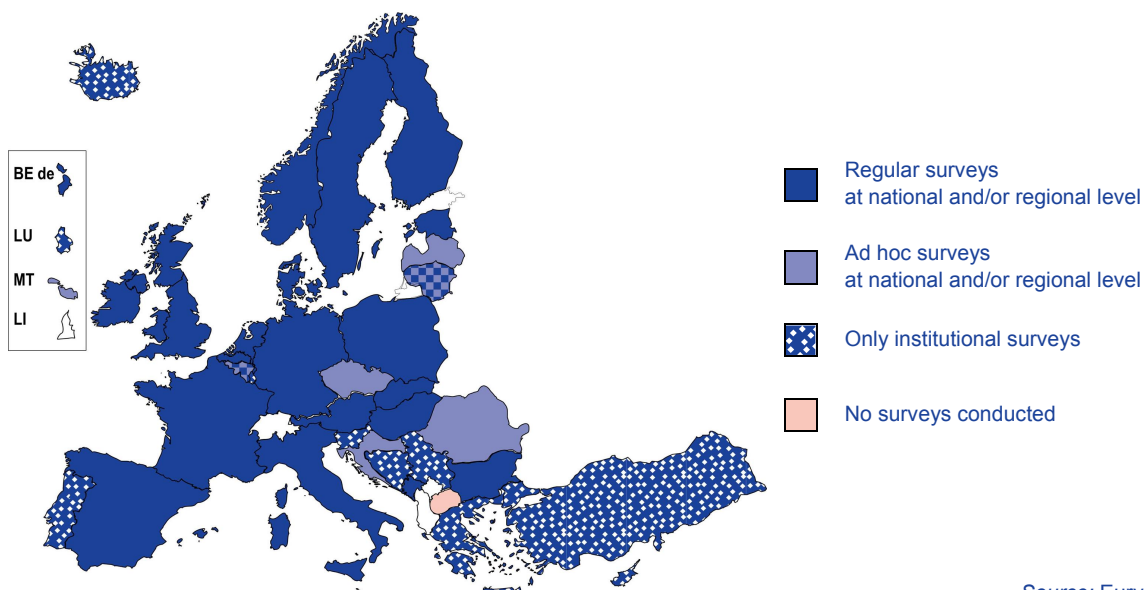 BE de
LU
MT
LI
Regular surveys
at national and/or regional level
Ad hoc surveys
at national and/or regional level
Only institutional surveys
No surveys conducted